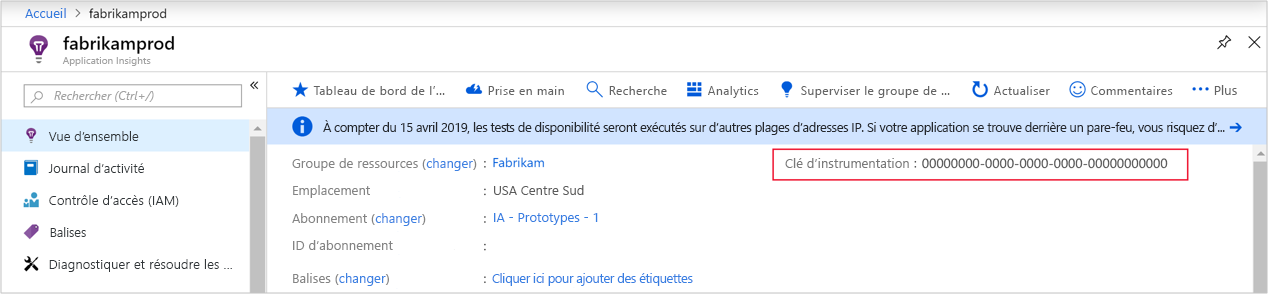 Accueil > fabrikamprod
fabrikamprod
Application Insights
Rechercher (Ctrl+/)
«
Vue d'ensemble
Journal d'activité
Contrôle d'accès (IAM)
Balises
Diagnostiquer et résoudre les ...
Tableau de bord de l'... Prise en main Recherche Analytics Superviser le groupe de ... Actualiser Commentaires ... Plus
À compter du 15 avril 2019, les tests de disponibilité seront exécutés sur d'autres plages d'adresses IP. Si votre application se trouve derrière un pare-feu, vous risquez d'... →
Groupe de ressources (changer) : Fabrikam
Clé d'instrumentation : 00000000-0000-0000-0000-00000000000
Emplacement : USA Centre Sud
Abonnement (changer) : IA - Prototypes - 1
ID d'abonnement :
Balises (changer) : Cliquer ici pour ajouter des étiquettes